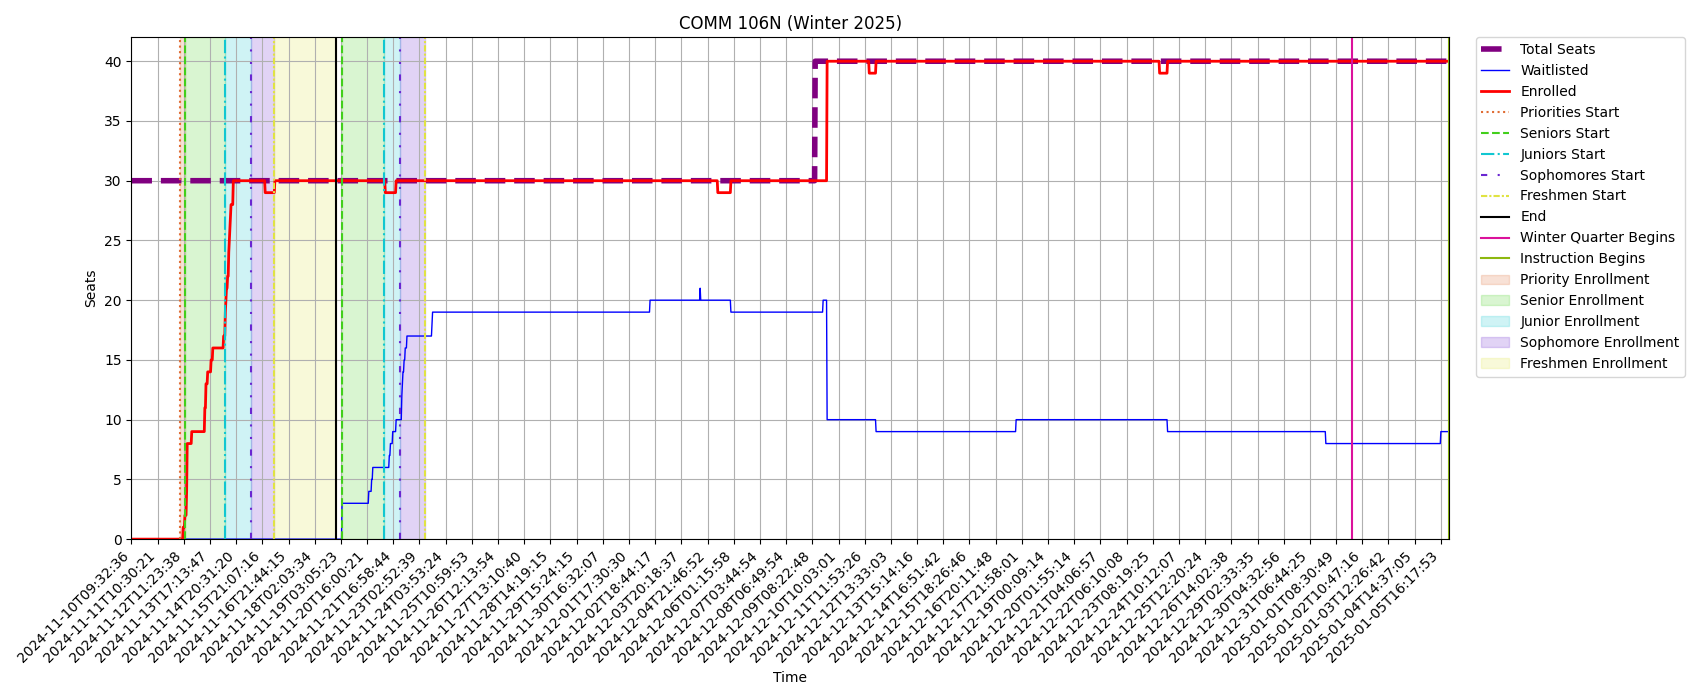 COMM 106N (Winter 2025)
Seats
40
35
30
25
20
15
10
5
0
Total Seats
Waitlisted
Enrolled
Priorities Start
Seniors Start
Juniors Start
Sophomores Start
Freshmen Start
End
Winter Quarter Begins
Instruction Begins
Priority Enrollment
Senior Enrollment
Junior Enrollment
Sophomore Enrollment
Freshmen Enrollment
2024-11-10T09:32:36
2024-11-11T10:30:21
2024-11-12T11:23:38
2024-11-13T17:13:47
2024-11-14T20:31:20
2024-11-15T21:07:16
2024-11-16T21:44:15
2024-11-18T02:03:34
2024-11-19T03:05:23
2024-11-20T16:00:21
2024-11-21T16:58:44
2024-11-23T03:52:39
2024-11-24T03:53:24
2024-11-25T10:59:53
2024-11-26T12:13:54
2024-11-27T13:10:40
2024-11-28T14:19:15
2024-11-29T15:24:15
2024-11-30T16:32:07
2024-12-01T17:30:30
2024-12-02T18:44:17
2024-12-03T20:18:37
2024-12-04T21:46:52
2024-12-06T01:15:58
2024-12-07T03:44:54
2024-12-08T06:49:54
2024-12-09T08:22:48
2024-12-10T10:03:01
2024-12-11T11:53:26
2024-12-12T13:33:03
2024-12-13T15:14:16
2024-12-14T16:51:42
2024-12-15T18:26:46
2024-12-16T20:11:48
2024-12-17T21:58:01
2024-12-19T00:09:14
2024-12-20T01:55:14
2024-12-21T04:06:57
2024-12-22T06:10:08
2024-12-23T08:19:25
2024-12-24T10:12:07
2024-12-25T12:20:24
2024-12-26T14:02:38
2024-12-29T02:33:35
2024-12-30T04:32:56
2024-12-31T06:44:25
2025-01-01T08:30:49
2025-01-02T10:47:16
2025-01-03T12:26:42
2025-01-04T14:37:05
2025-01-05T16:17:53
Time